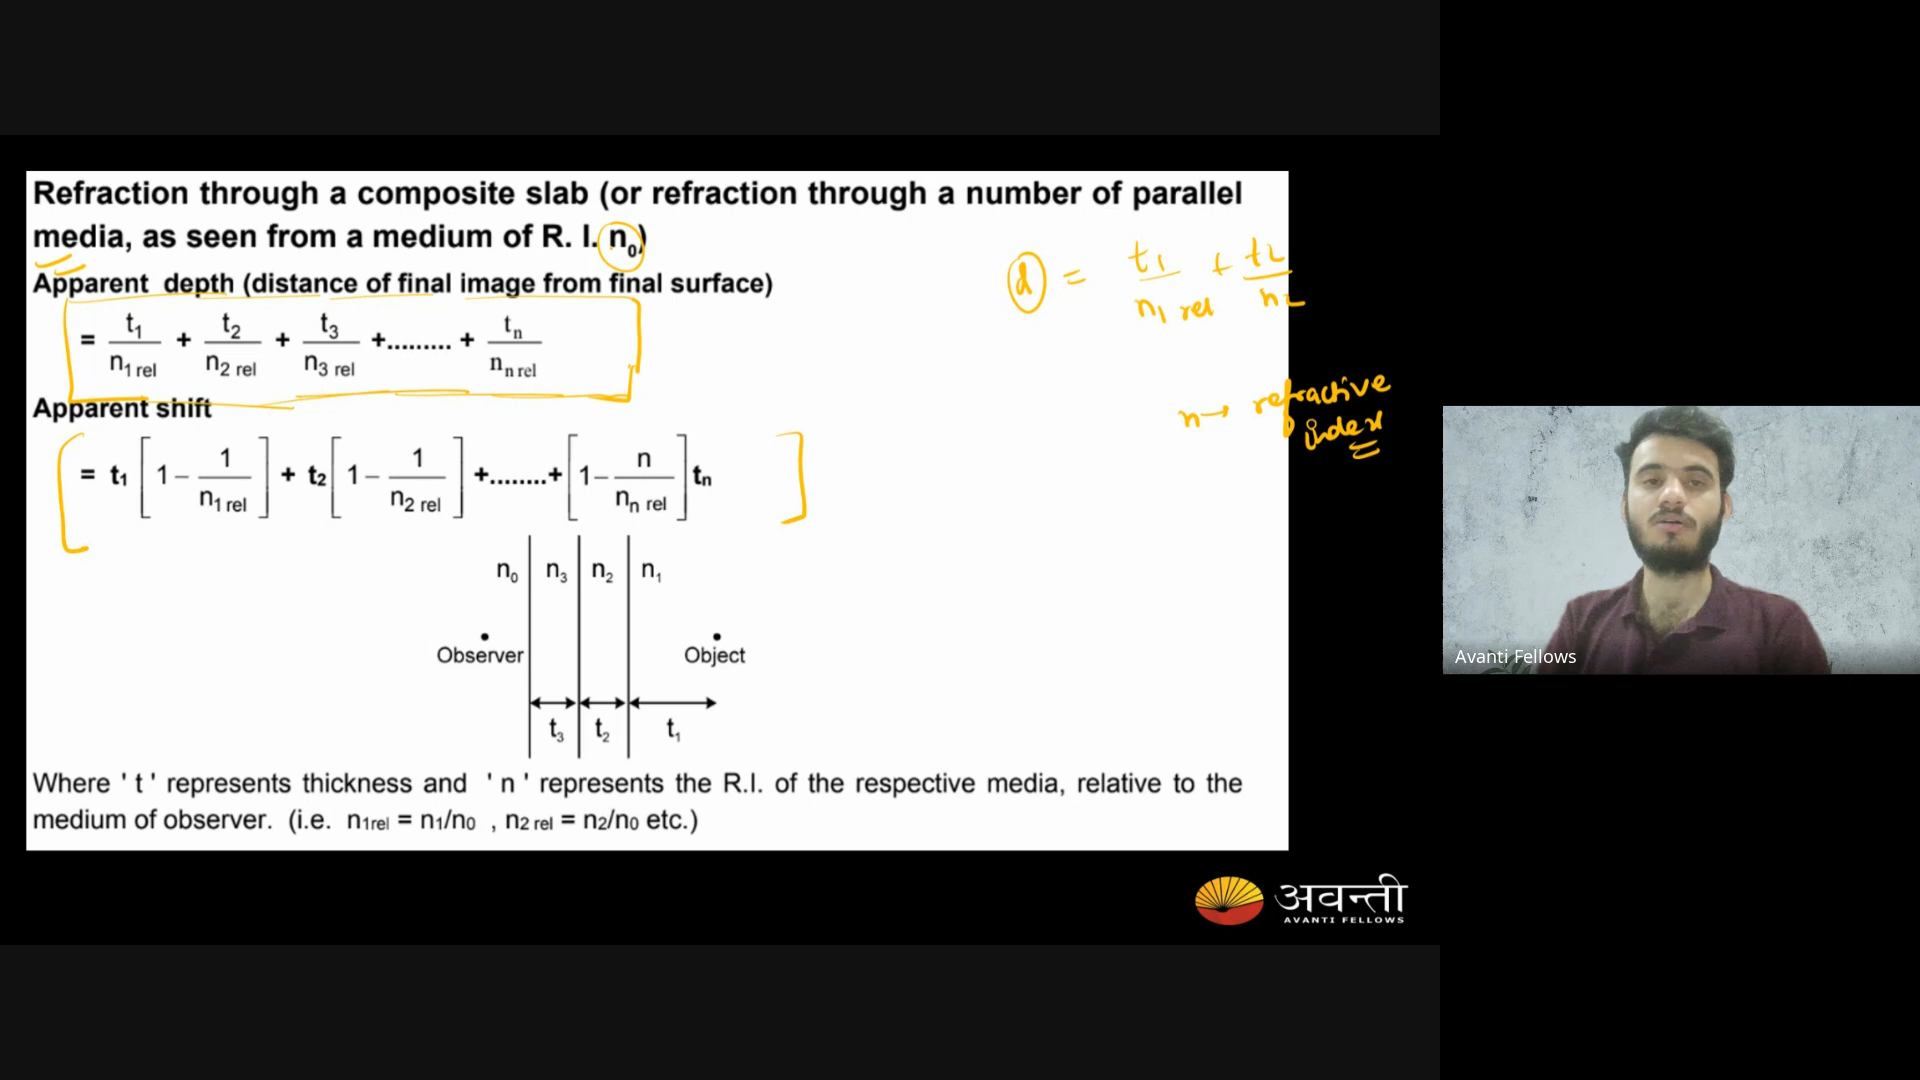 Refraction through a composite slab (or refraction through a number of parallel
media, as seen from a medium of R. I. n₀)
Apparent depth (distance of final image from final surface)
= t₁/n₁ rel + t₂/n₂ rel + t₃/n₃ rel +......... + tₙ/nₙ rel
Apparent shift
= t₁ [1 – 1/n₁ rel] + t₂ [1 – 1/n₂ rel] +........+ [1 – n/nₙ rel] tₙ
n₀ n₃ n₂ n₁
Observer Object
t₃ t₂ t₁
Where ' t ' represents thickness and ' n ' represents the R.I. of the respective media, relative to the
medium of observer. (i.e. n₁rel = n₁/n₀ , n₂ rel = n₂/n₀ etc.)
d = t₁/n₁ rel + t₂/n₂
n → refractive
index
Avanti Fellows
अवन्ती
AVANTI FELLOWS